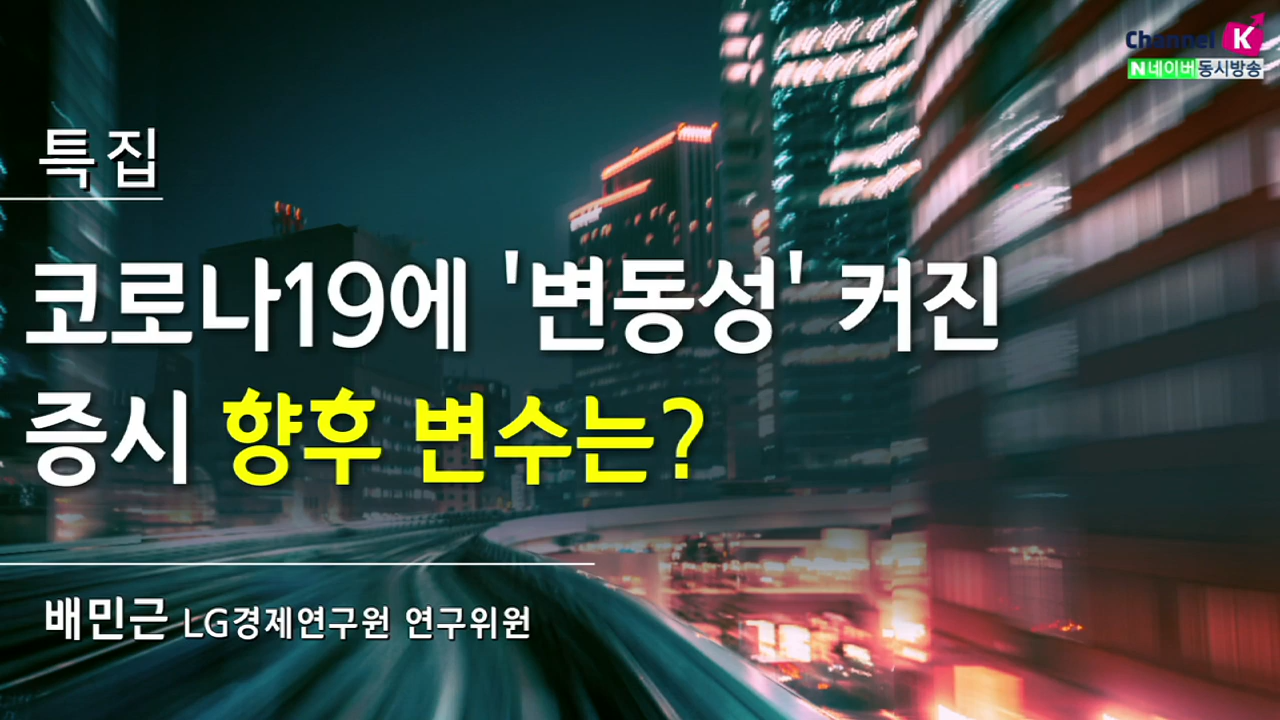 Channel K
N 네이버 동시방송
특집
코로나19에 '변동성' 커진
증시 향후 변수는?
배민근 LG경제연구원 연구위원